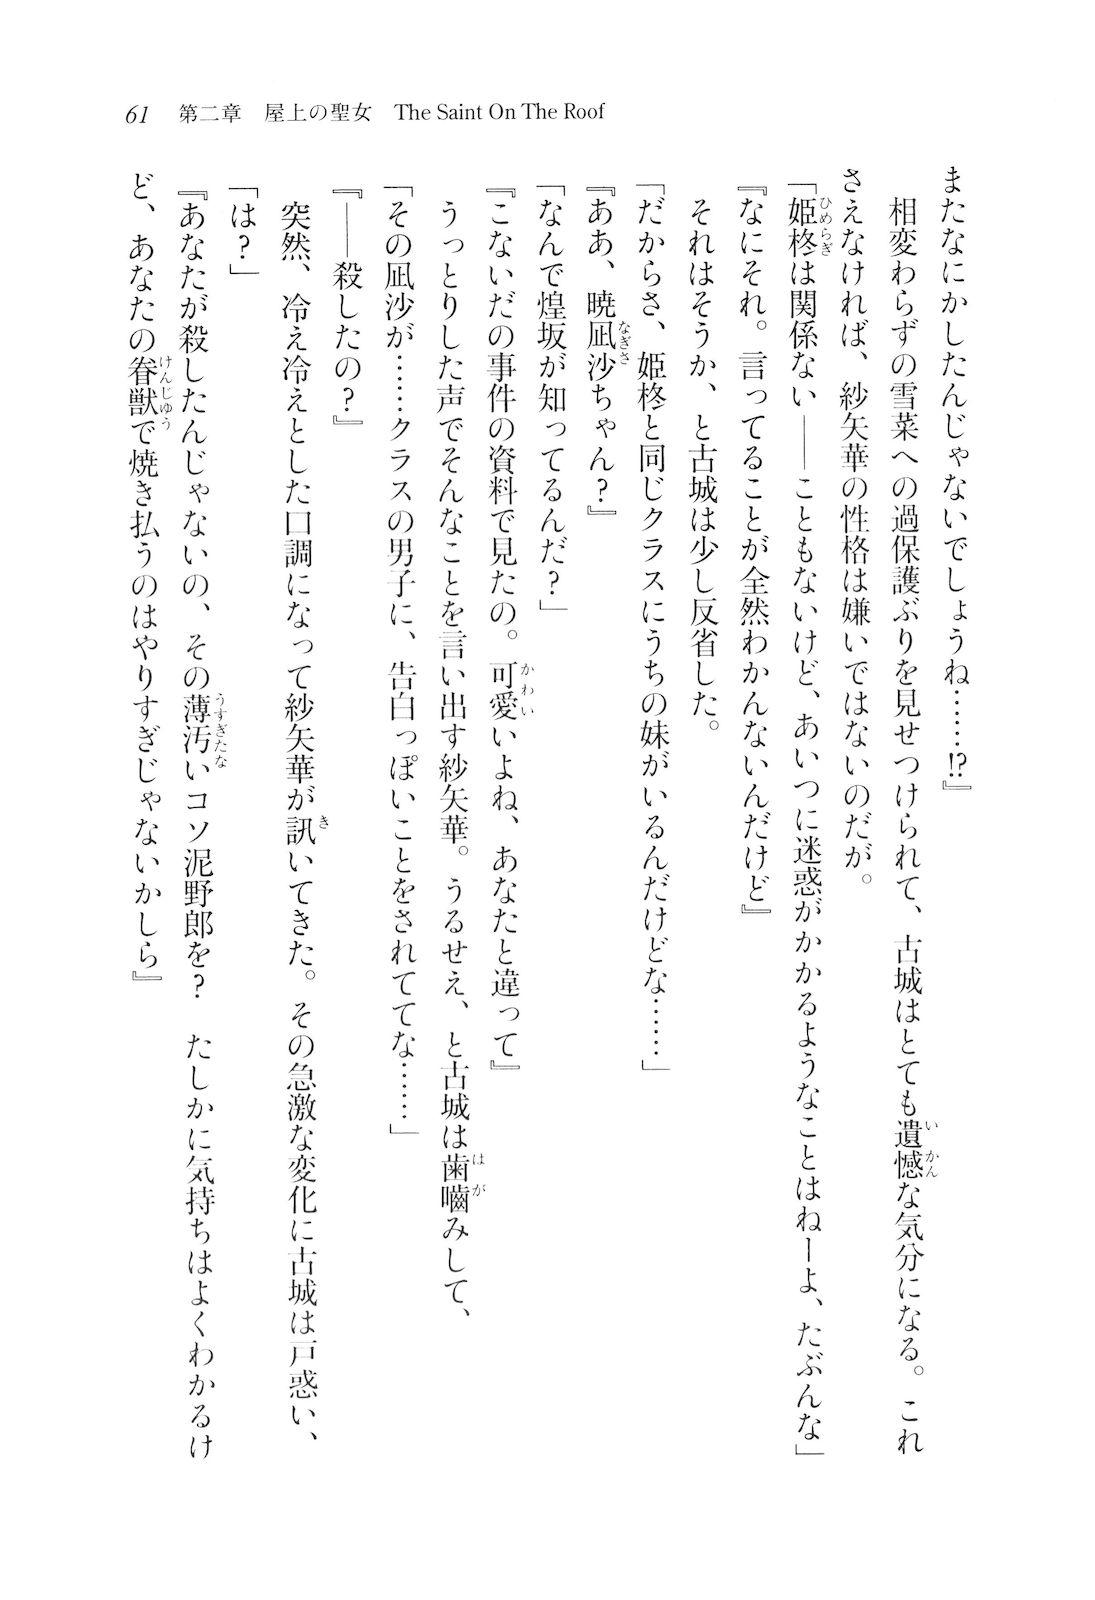 61　第二章　屋上の聖女　The Saint On The Roof
またなにかしたんじゃないでしょうね……!?』
　相変わらずの雪菜への過保護ぶりを見せつけられて、古城はとても遺憾な気分になる。これ
さえなければ、紗矢華の性格は嫌いではないのだが。
「姫柊は関係ない——こともないけど、あいつに迷惑がかかるようなことはねーよ、たぶんな」
『なにそれ。言ってることが全然わかんないんだけど』
　それはそうか、と古城は少し反省した。
「だからさ、姫柊と同じクラスにうちの妹がいるんだけどな……」
『ああ、暁凪沙ちゃん？』
「なんで煌坂が知ってるんだ？」
『こないだの事件の資料で見たの。可愛いよね、あなたと違って』
　うっとりした声でそんなことを言い出す紗矢華。うるせえ、と古城は歯嚙みして、
「その凪沙が……クラスの男子に、告白っぽいことをされててな……」
『——殺したの？』
　突然、冷え冷えとした口調になって紗矢華が訊いてきた。その急激な変化に古城は戸惑い、
「は？」
『あなたが殺したんじゃないの、その薄汚いコソ泥野郎を？　たしかに気持ちはよくわかるけ
ど、あなたの眷獣で焼き払うのはやりすぎじゃないかしら』